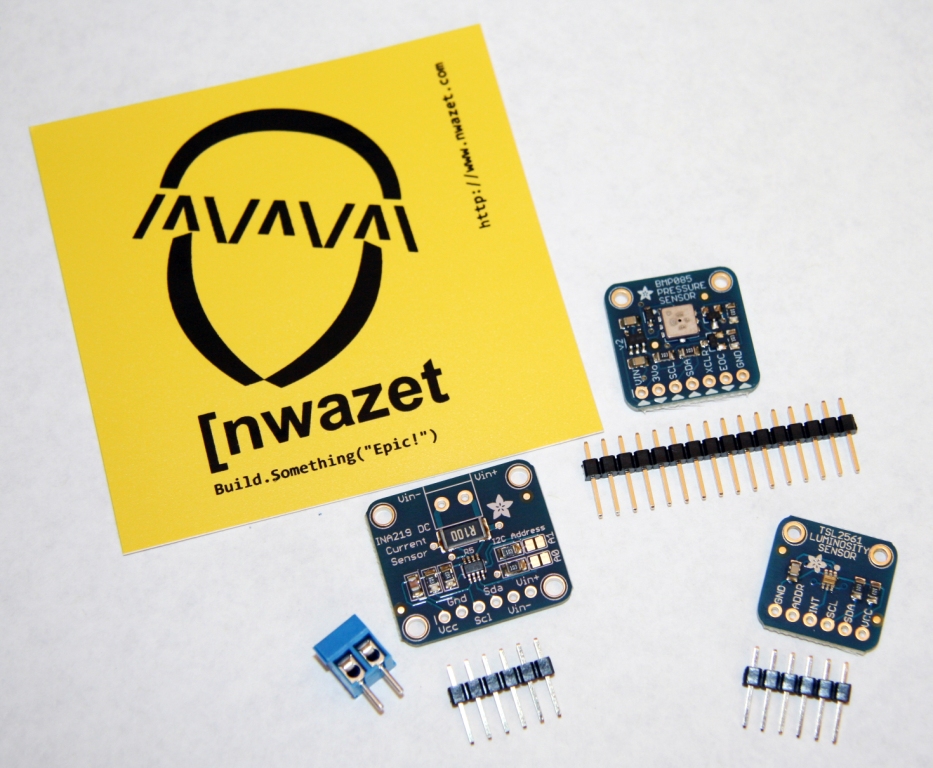 http://www.nwazet.com
[nwazet
Build.Something("Epic!")
BMP085
PRESSURE
SENSOR
v2
VIN
3Vo
SCL
SDA
XCLR
EOC
GND
Vin-
Vin+
INA219 DC
Current
Sensor
R100
I2C Address
A1
A0
R5
Vin+
Vin-
Sda
Scl
Gnd
Vcc
TSL2561
LUMINOSITY
SENSOR
GND
ADDR
INT
SCL
SDA
VCC